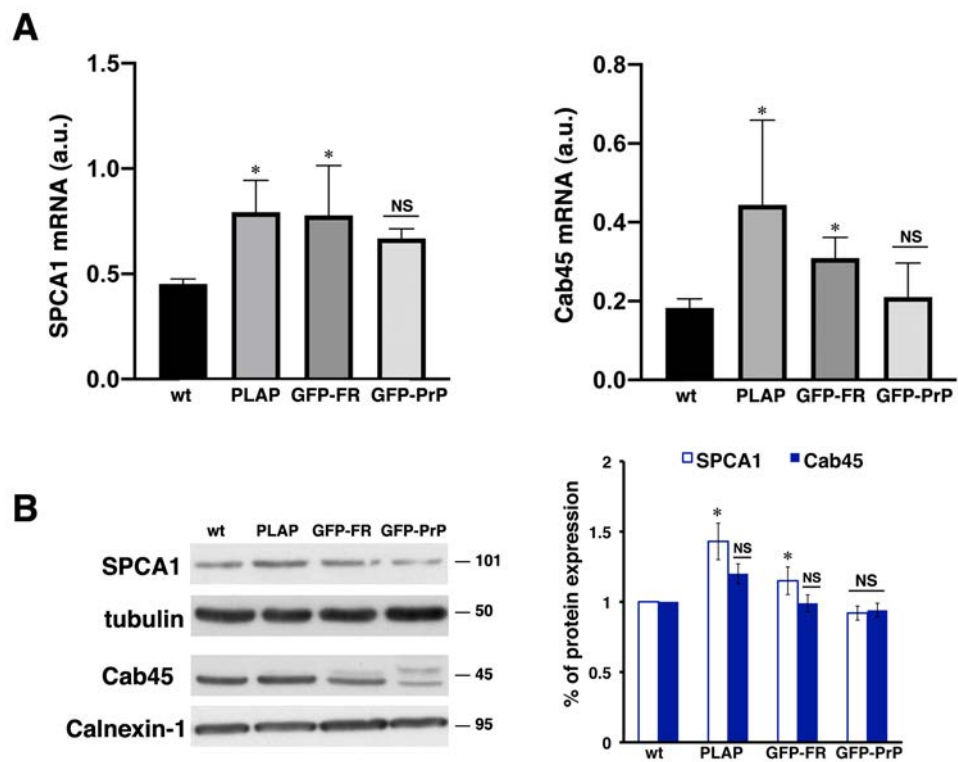 A
SPCA1 mRNA (a.u.)
1.5
1.0
0.5
0.0
*
*
NS
wt PLAP GFP-FR GFP-PrP
Cab45 mRNA (a.u.)
0.8
0.6
0.4
0.2
0.0
*
*
NS
wt PLAP GFP-FR GFP-PrP
B
wt PLAP GFP-FR GFP-PrP
SPCA1 — 101
tubulin — 50
Cab45 — 45
Calnexin-1 — 95
SPCA1 Cab45
% of protein expression
2
1.5
1
0.5
0
*
NS
*
NS
NS
wt PLAP GFP-FR GFP-PrP